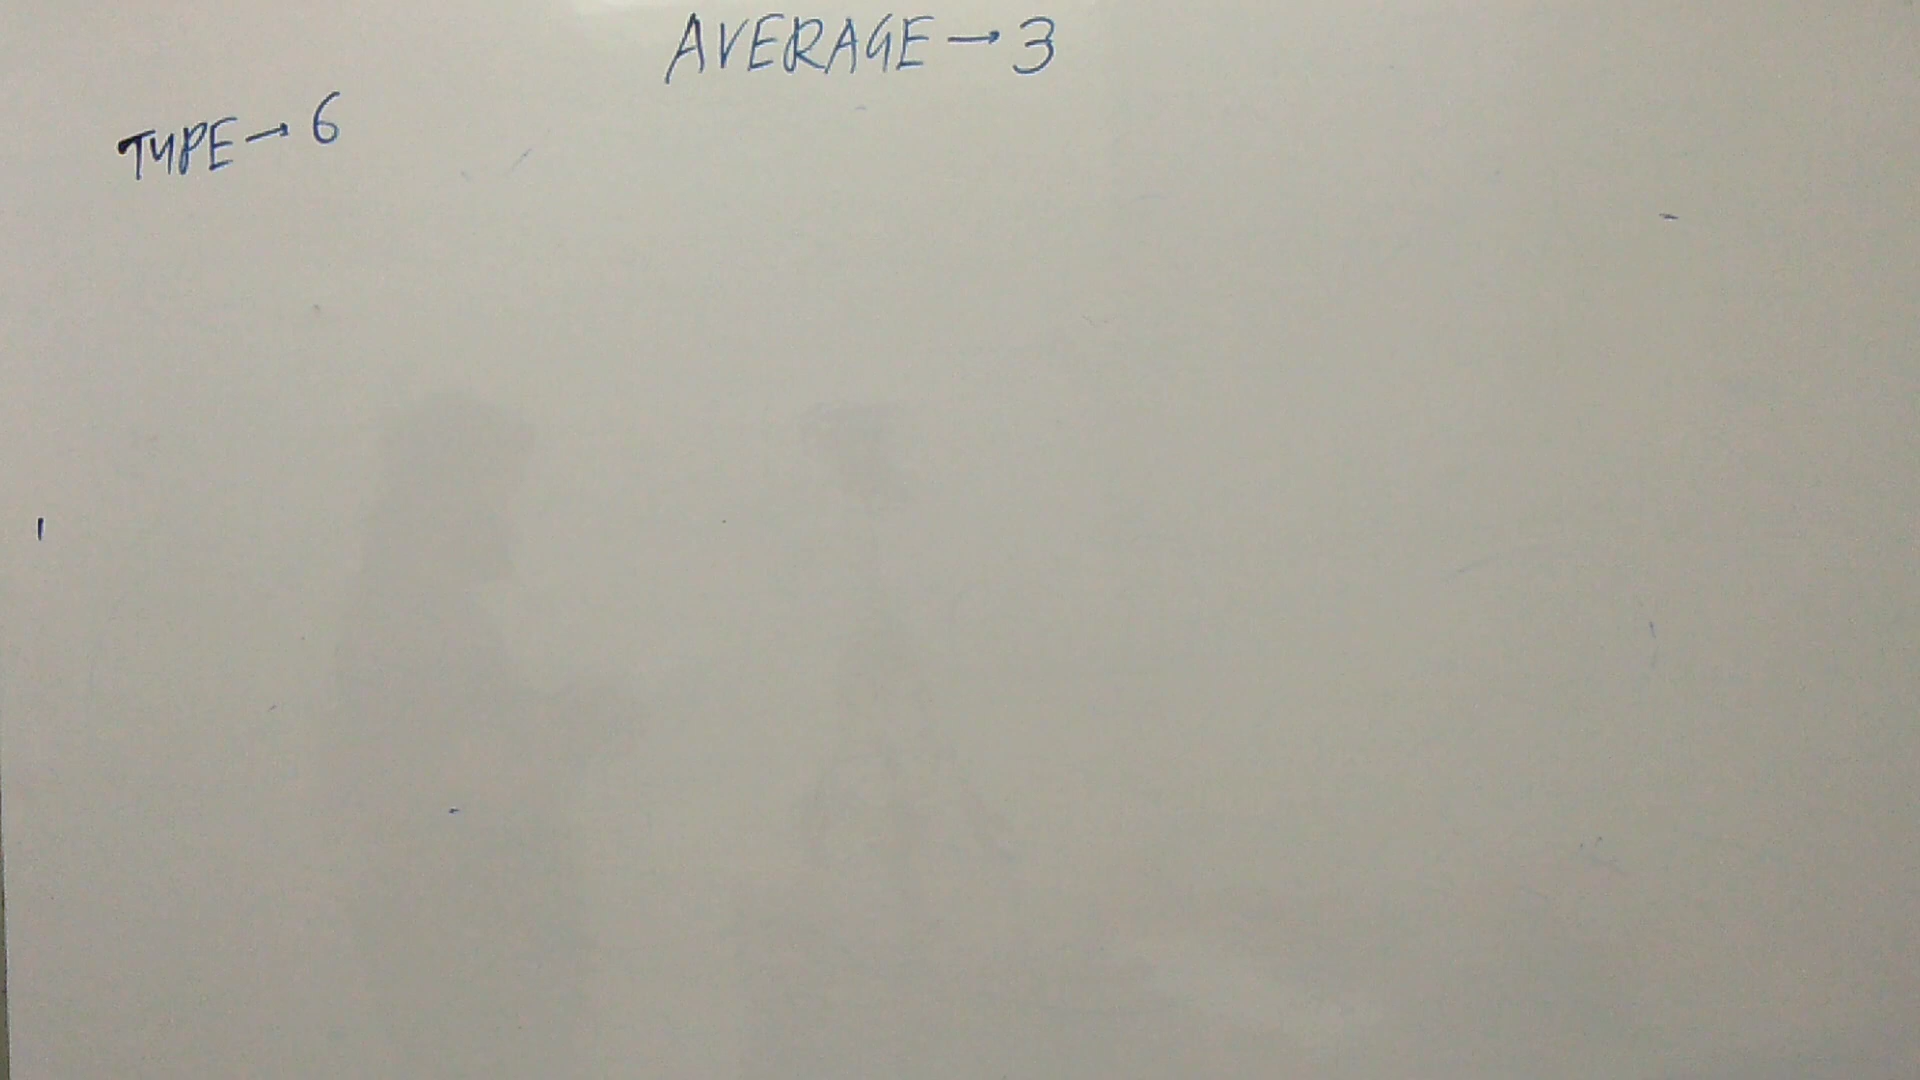 AVERAGE → 3
TYPE → 6